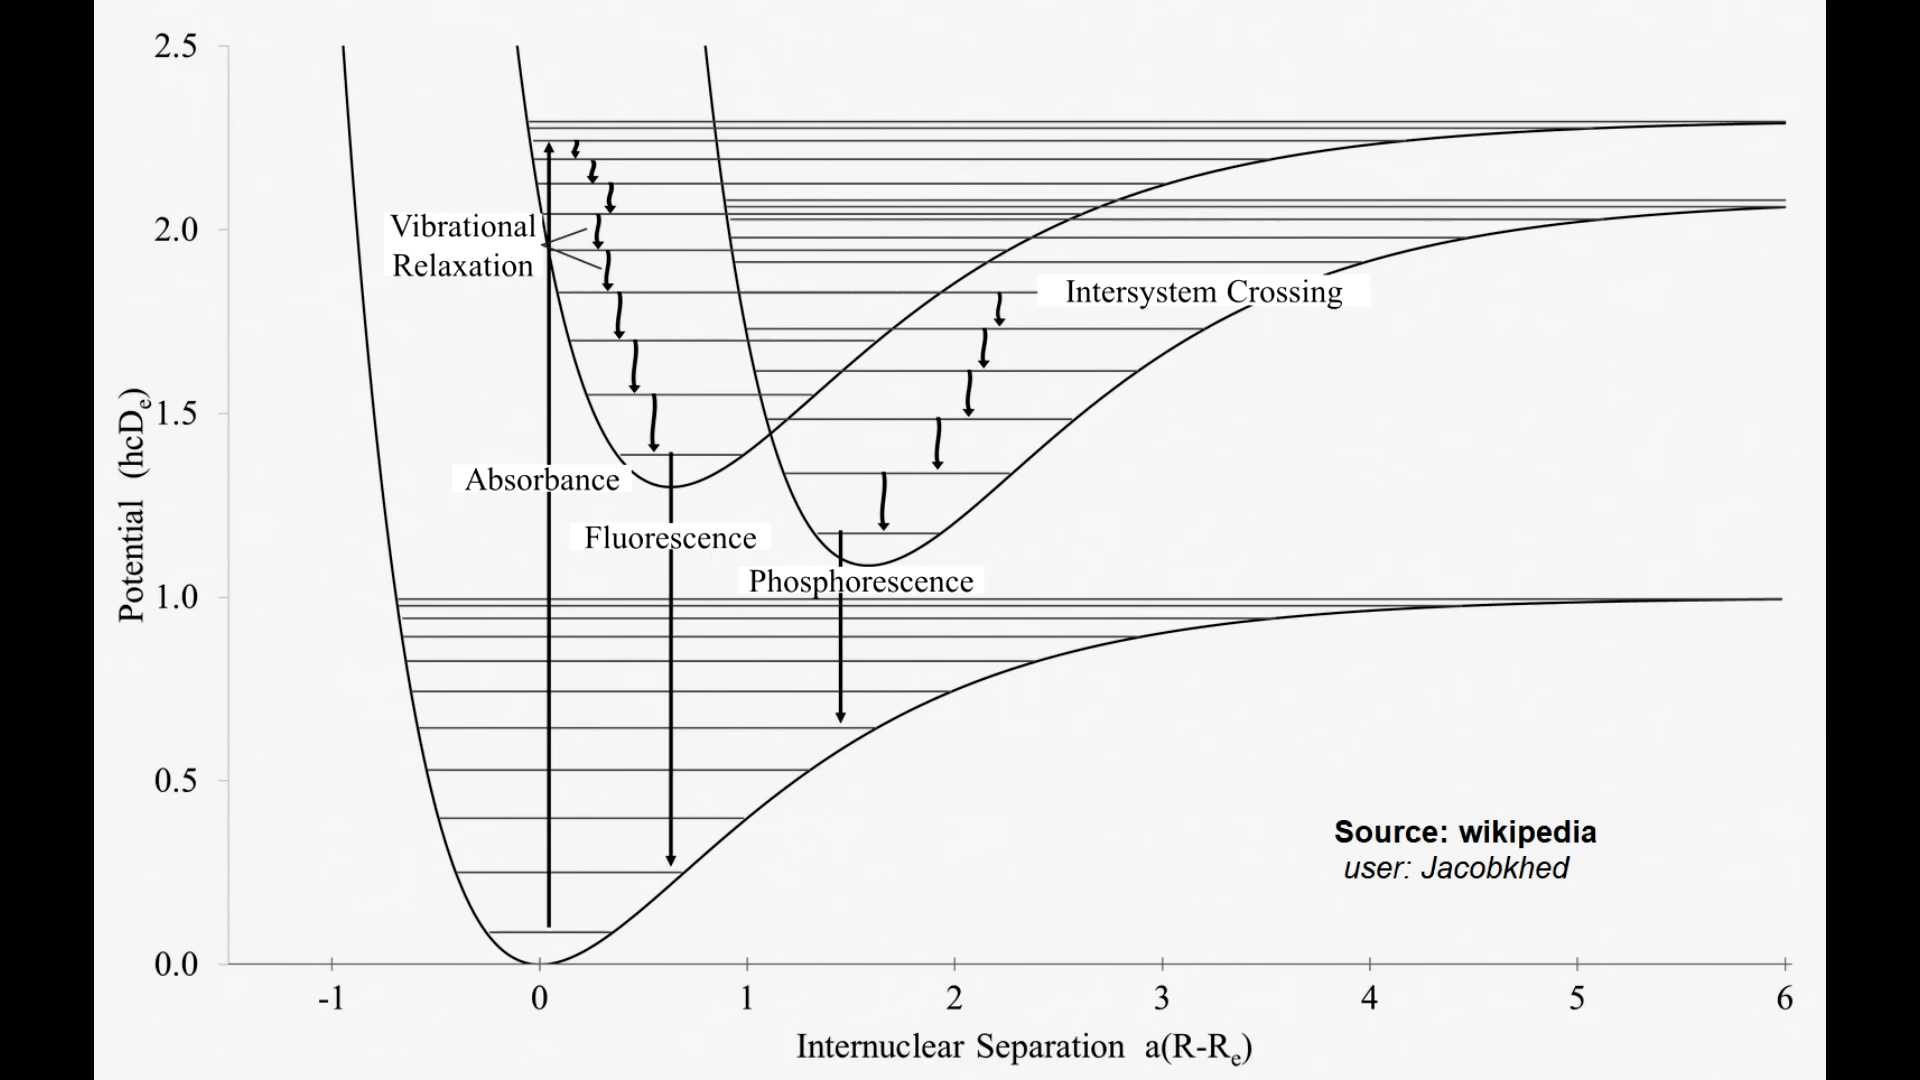 2.5
2.0
1.5
1.0
0.5
0.0
Potential (hcDe)
Vibrational
Relaxation
Intersystem Crossing
Absorbance
Fluorescence
Phosphorescence
Source: wikipedia
user: Jacobkhed
-1 0 1 2 3 4 5 6
Internuclear Separation a(R-Re)